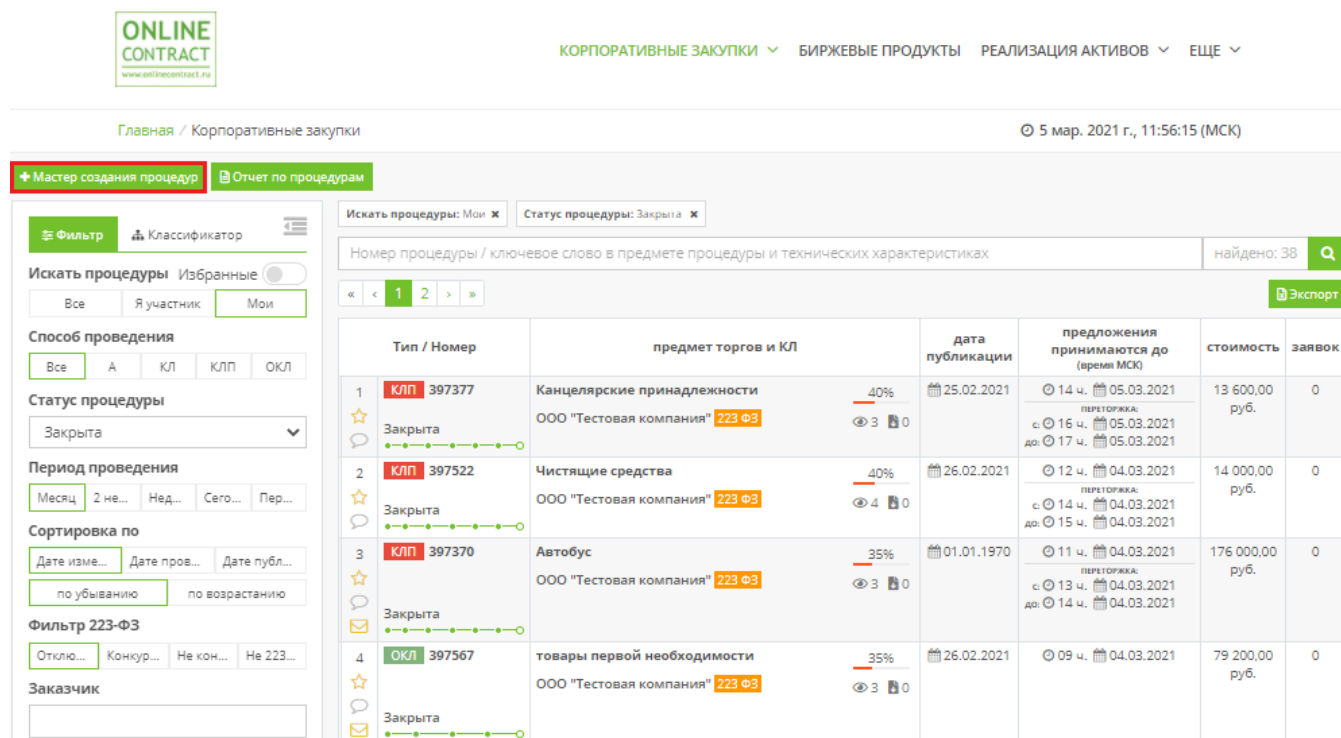 ONLINE
CONTRACT
www.onlinecontract.ru
КОРПОРАТИВНЫЕ ЗАКУПКИ БИРЖЕВЫЕ ПРОДУКТЫ РЕАЛИЗАЦИЯ АКТИВОВ ЕЩЕ
Главная / Корпоративные закупки
5 мар. 2021 г., 11:56:15 (МСК)
+ Мастер создания процедур
Отчет по процедурам
Фильтр
Классификатор
Искать процедуры Избранные
Все Я участник Мои
Способ проведения
Все А КЛ КЛП ОКЛ
Статус процедуры
Закрыта
Период проведения
Месяц 2 не... Нед... Сего... Пер...
Сортировка по
Дате изме... Дате пров... Дате публ...
по убыванию по возрастанию
Фильтр 223-ФЗ
Отклю... Конкур... Не кон... Не 223...
Заказчик
Искать процедуры: Мои ×
Статус процедуры: Закрыта ×
Номер процедуры / ключевое слово в предмете процедуры и технических характеристиках
найдено: 38
« ‹ 1 2 › »
Экспорт
Тип / Номер
предмет торгов и КЛ
дата
публикации
предложения
принимаются до
(время МСК)
стоимость
заявок
1 КЛП 397377 Канцелярские принадлежности 40% 25.02.2021 14 ч. 05.03.2021 13 600,00 0
ООО "Тестовая компания" 223 ФЗ 3 0 ПЕРЕТОРЖКА: руб.
Закрыта с: 16 ч. 05.03.2021
до: 17 ч. 05.03.2021
2 КЛП 397522 Чистящие средства 40% 26.02.2021 12 ч. 04.03.2021 14 000,00 0
ООО "Тестовая компания" 223 ФЗ 4 0 ПЕРЕТОРЖКА: руб.
Закрыта с: 14 ч. 04.03.2021
до: 15 ч. 04.03.2021
3 КЛП 397370 Автобус 35% 01.01.1970 11 ч. 04.03.2021 176 000,00 0
ООО "Тестовая компания" 223 ФЗ 3 0 ПЕРЕТОРЖКА: руб.
с: 13 ч. 04.03.2021
до: 14 ч. 04.03.2021
Закрыта
4 ОКЛ 397567 товары первой необходимости 35% 26.02.2021 09 ч. 04.03.2021 79 200,00 0
ООО "Тестовая компания" 223 ФЗ 3 0 руб.
Закрыта